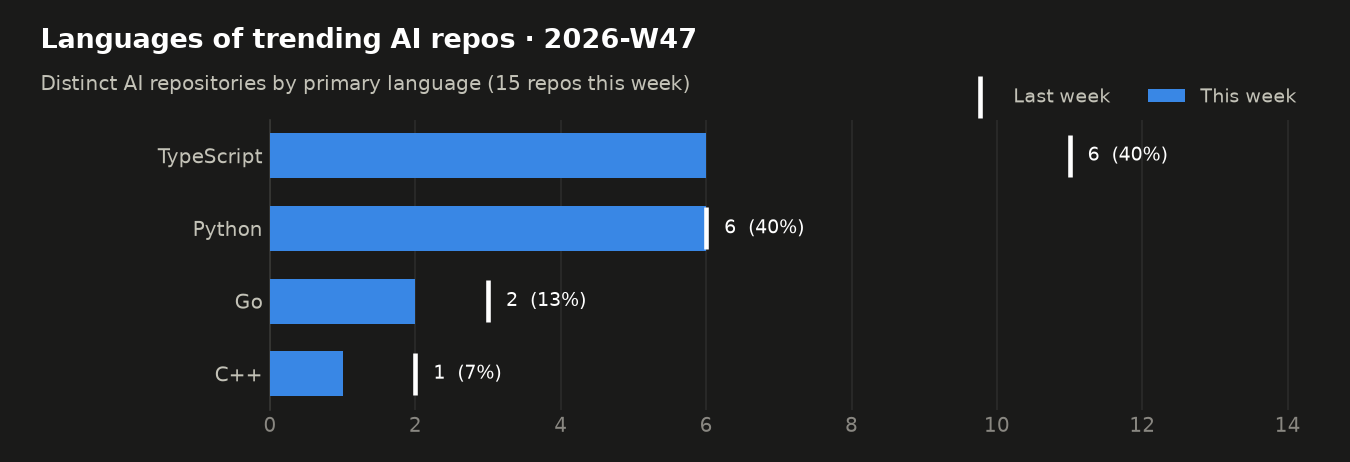 Languages of trending AI repos · 2026-W47
Distinct AI repositories by primary language (15 repos this week)
Last week
This week
TypeScript
6 (40%)
Python
6 (40%)
Go
2 (13%)
C++
1 (7%)
0 2 4 6 8 10 12 14